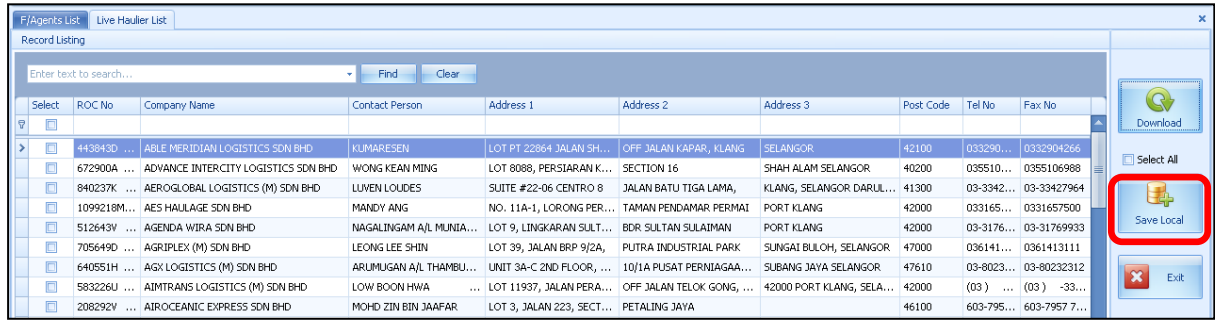 F/Agents List Live Haulier List
Record Listing
Enter text to search... Find Clear
Select ROC No Company Name Contact Person Address 1 Address 2 Address 3 Post Code Tel No Fax No
443843D ... ABLE MERIDIAN LOGISTICS SDN BHD KUMARESEN LOT PT 22864 JALAN SH... OFF JALAN KAPAR, KLANG SELANGOR 42100 033290... 0332904266
672900A ... ADVANCE INTERCITY LOGISTICS SDN BHD WONG KEAN MING LOT 8088, PERSIARAN K... SECTION 16 SHAH ALAM SELANGOR 40200 035510... 0355106988
840237K ... AEROGLOBAL LOGISTICS (M) SDN BHD LUVEN LOUDES SUITE #22-06 CENTRO 8 JALAN BATU TIGA LAMA, KLANG, SELANGOR DARUL... 41300 03-3342... 03-33427964
1099218M... AES HAULAGE SDN BHD MANDY ANG NO. 11A-1, LORONG PER... TAMAN PENDAMAR PERMAI PORT KLANG 42000 033165... 0331657500
512643V ... AGENDA WIRA SDN BHD NAGALINGAM A/L MUNIA... LOT 9, LINGKARAN SULT... BDR SULTAN SULAIMAN PORT KLANG 42000 03-3176... 03-31769933
705649D ... AGRIPLEX (M) SDN BHD LEONG LEE SHIN LOT 39, JALAN BRP 9/2A, PUTRA INDUSTRIAL PARK SUNGAI BULOH, SELANGOR 47000 036141... 0361413111
640551H ... AGX LOGISTICS (M) SDN BHD ARUMUGAN A/L THAMBU... UNIT 3A-C 2ND FLOOR, ... 10/1A PUSAT PERNIAGAA... SUBANG JAYA SELANGOR 47610 03-8023... 03-80232312
583226U ... AIMTRANS LOGISTICS (M) SDN BHD LOW BOON HWA ... LOT 11937, JALAN PERA... OFF JALAN TELOK GONG, ... 42000 PORT KLANG, SELA... 42000 (03 ) ... (03 ) -33...
208292V ... AIROCEANIC EXPRESS SDN BHD MOHD ZIN BIN JAAFAR LOT 3, JALAN 223, SECT... PETALING JAYA 46100 603-795... 603-7957 7...
Download
Select All
Save Local
Exit